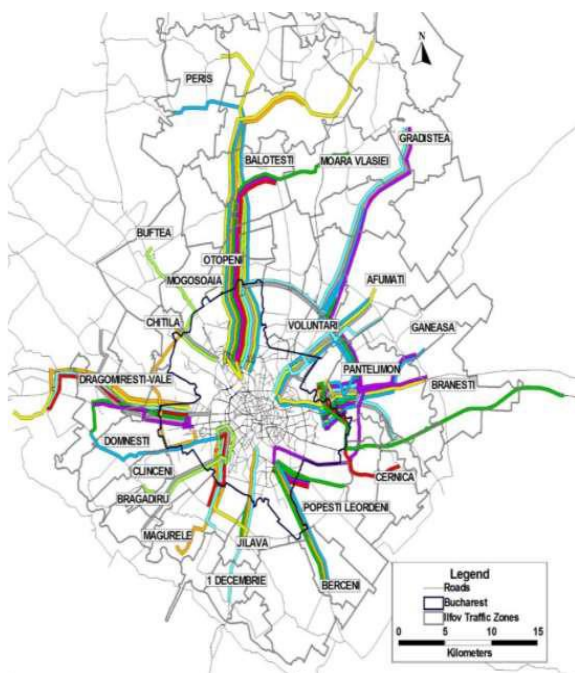 N
PERIS
GRADISTEA
BALOTESTI
MOARA VLASIEI
BUFTEA
OTOPENI
MOGOSOAIA
AFUMATI
CHITILA
VOLUNTARI
GANEASA
PANTELIMON
DRAGOMIRESTI-VALE
BRANESTI
DOMNESTI
CLINCENI
CERNICA
BRAGADIRU
POPESTI LEORDENI
MAGURELE
JILAVA
1 DECEMBRIE
BERCENI
Legend
Roads
Bucharest
Ilfov Traffic Zones
0 5 10 15
Kilometers